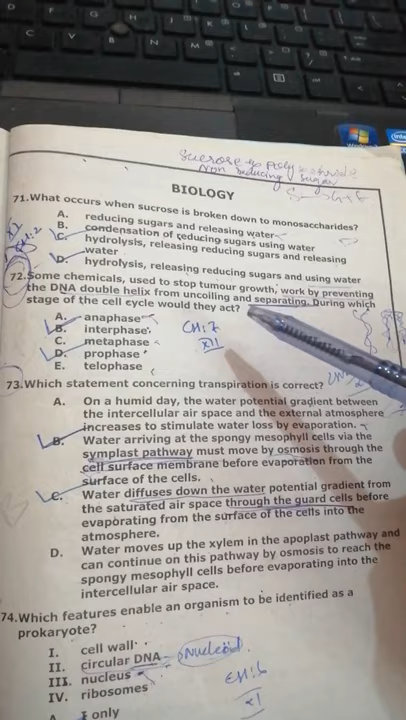 Sucrose
Non reducing Sugar
BIOLOGY
71.What occurs when sucrose is broken down to monosaccharides?
A. reducing sugars and releasing water
B. condensation of reducing sugars using water
C. hydrolysis, releasing reducing sugars and releasing
water
D. hydrolysis, releasing reducing sugars and using water
72.Some chemicals, used to stop tumour growth, work by preventing
the DNA double helix from uncoiling and separating. During which
stage of the cell cycle would they act?
A. anaphase
B. interphase
C. metaphase
D. prophase
E. telophase
CH:2
XII
73.Which statement concerning transpiration is correct?
A. On a humid day, the water potential gradient between
the intercellular air space and the external atmosphere
increases to stimulate water loss by evaporation.
B. Water arriving at the spongy mesophyll cells via the
symplast pathway must move by osmosis through the
cell surface membrane before evaporation from the
surface of the cells.
C. Water diffuses down the water potential gradient from
the saturated air space through the guard cells before
evaporating from the surface of the cells into the
atmosphere.
D. Water moves up the xylem in the apoplast pathway and
can continue on this pathway by osmosis to reach the
spongy mesophyll cells before evaporating into the
intercellular air space.
74.Which features enable an organism to be identified as a
prokaryote?
I. cell wall
II. circular DNA Nucleoid
III. nucleus
IV. ribosomes
CH:6
XI
A I only